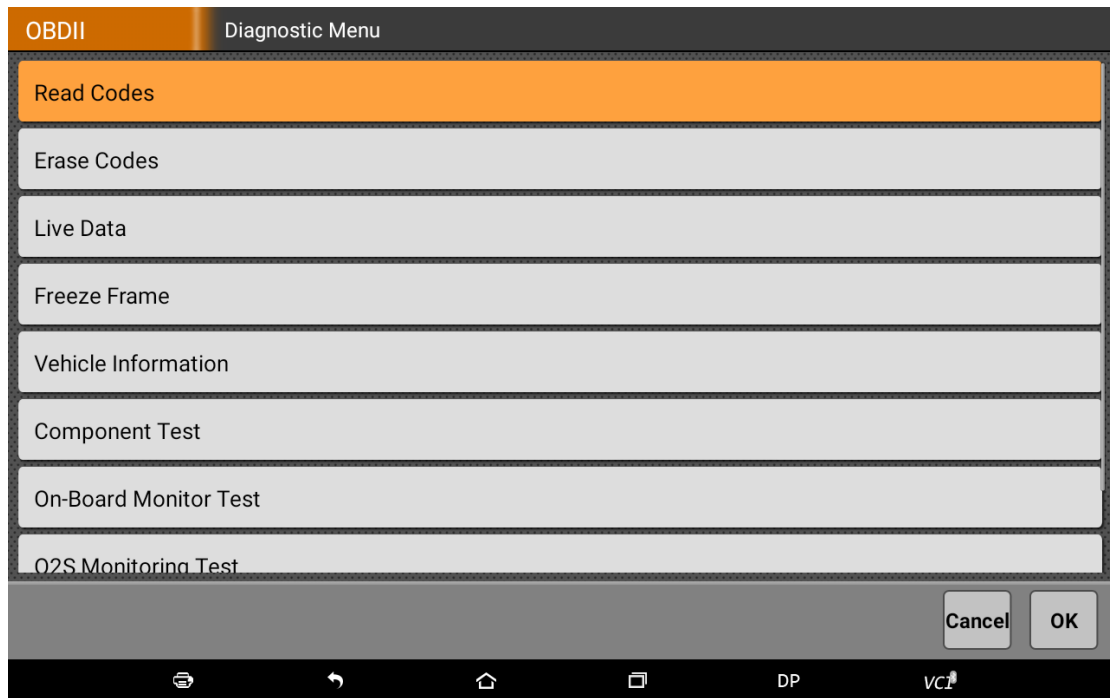 OBDII
Diagnostic Menu
Read Codes
Erase Codes
Live Data
Freeze Frame
Vehicle Information
Component Test
On-Board Monitor Test
O2S Monitoring Test
Cancel
OK
DP
VCI